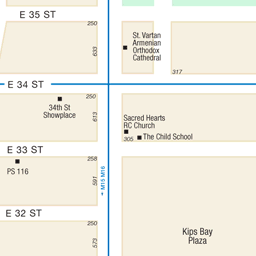 E 35 ST
250
633
St. Vartan
Armenian
Orthodox
Cathedral
317
E 34 ST
250
34th St
Showplace
613
Sacred Hearts
RC Church
305
The Child School
E 33 ST
258
PS 116
591
M15 M16
E 32 ST
250
573
Kips Bay
Plaza